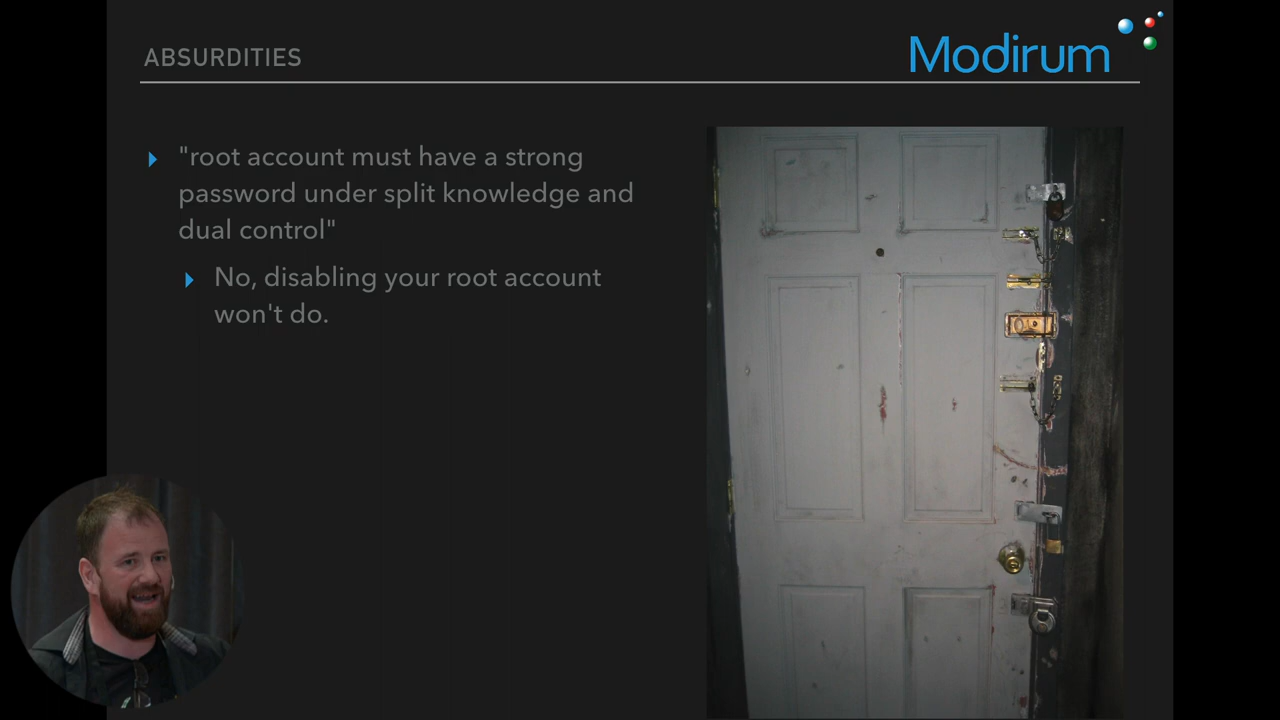 ABSURDITIES
Modirum
"root account must have a strong
password under split knowledge and
dual control"
No, disabling your root account
won't do.